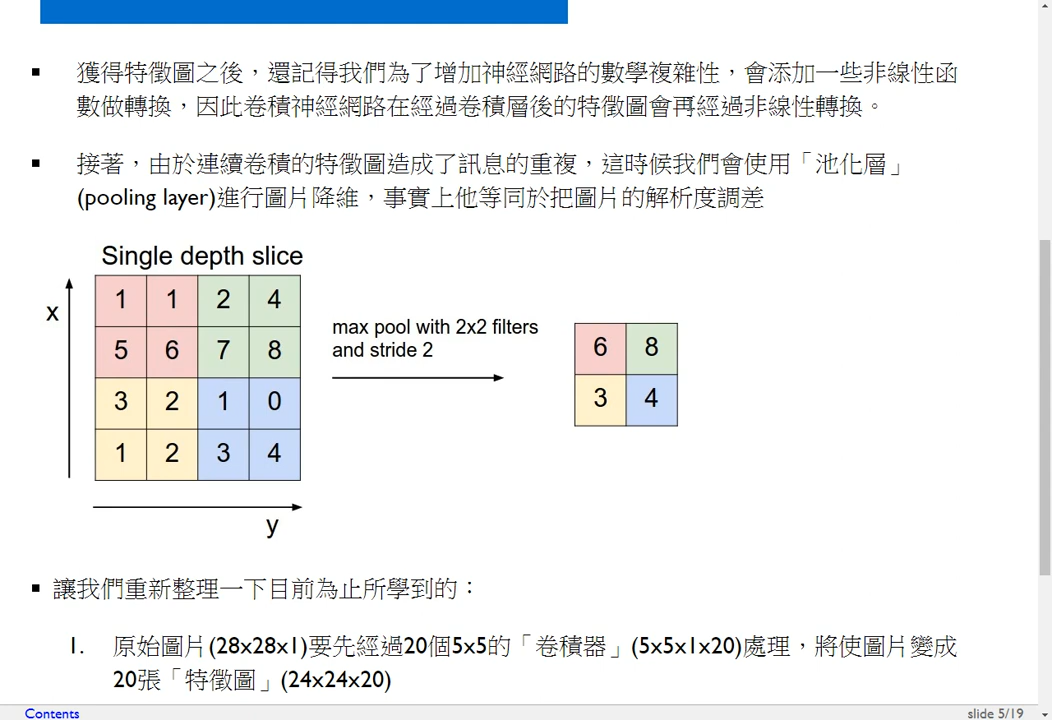 ▪ 獲得特徵圖之後，還記得我們為了增加神經網路的數學複雜性，會添加一些非線性函
數做轉換，因此卷積神經網路在經過卷積層後的特徵圖會再經過非線性轉換。
▪ 接著，由於連續卷積的特徵圖造成了訊息的重複，這時候我們會使用「池化層」
(pooling layer)進行圖片降維，事實上他等同於把圖片的解析度調差
Single depth slice
x
1 1 2 4
5 6 7 8
3 2 1 0
1 2 3 4
y
max pool with 2x2 filters
and stride 2
6 8
3 4
▪ 讓我們重新整理一下目前為止所學到的：
1. 原始圖片(28x28x1)要先經過20個5x5的「卷積器」(5x5x1x20)處理，將使圖片變成
20張「特徵圖」(24x24x20)
Contents
slide 5/19